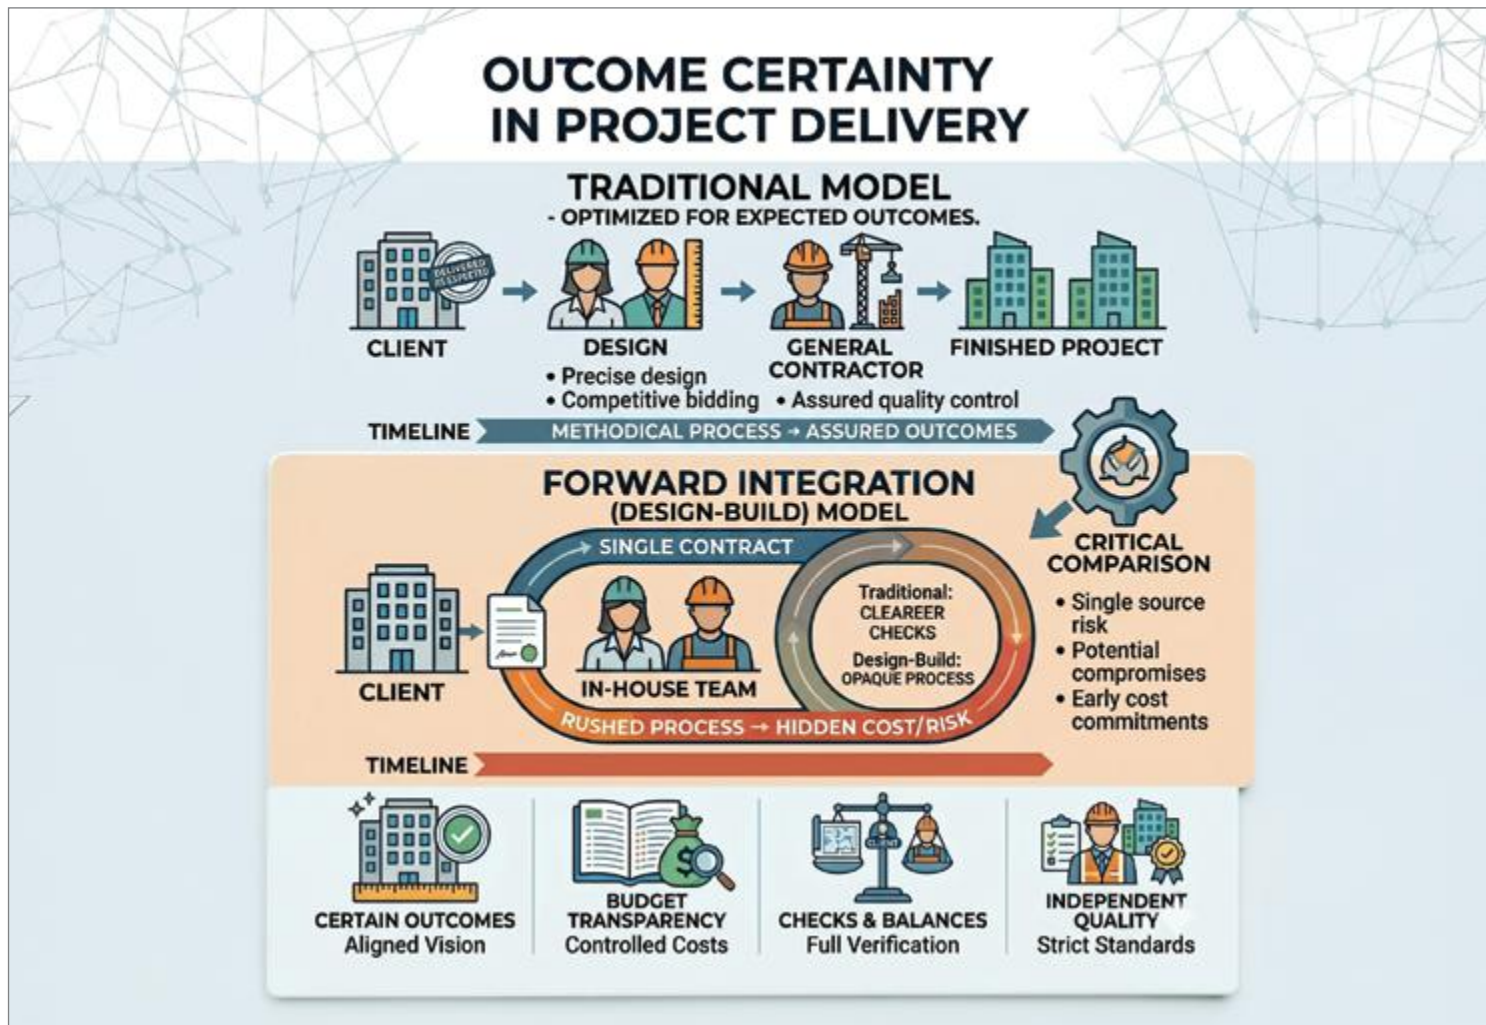 OUTCOME CERTAINTY
IN PROJECT DELIVERY
TRADITIONAL MODEL
- OPTIMIZED FOR EXPECTED OUTCOMES.
DELIVERED
AS EXPECTED
CLIENT
DESIGN
• Precise design
• Competitive bidding
GENERAL
CONTRACTOR
• Assured quality control
FINISHED PROJECT
TIMELINE
METHODICAL PROCESS → ASSURED OUTCOMES
FORWARD INTEGRATION
(DESIGN-BUILD) MODEL
CLIENT
SINGLE CONTRACT
IN-HOUSE TEAM
RUSHED PROCESS → HIDDEN COST/RISK
Traditional:
CLEAREER
CHECKS
Design-Build:
OPAQUE PROCESS
CRITICAL
COMPARISON
• Single source
risk
• Potential
compromises
• Early cost
commitments
TIMELINE
CERTAIN OUTCOMES
Aligned Vision
$
BUDGET
TRANSPARENCY
Controlled Costs
CLIENT
CHECKS & BALANCES
Full Verification
INDEPENDENT
QUALITY
Strict Standards